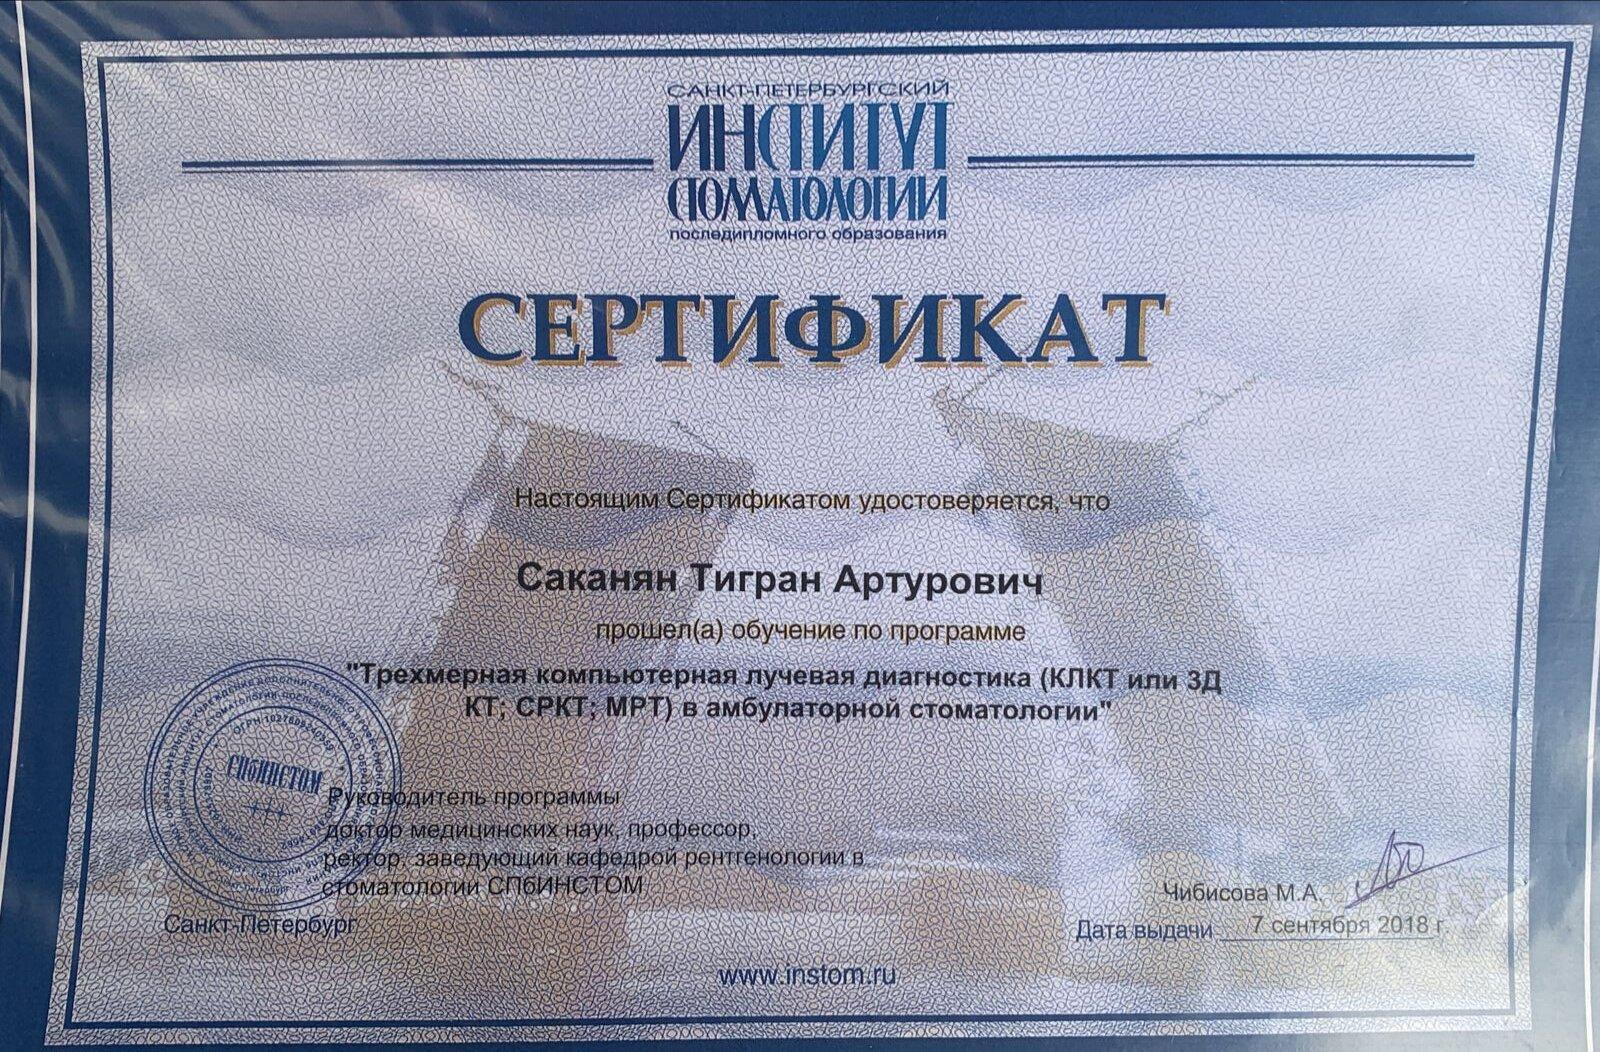 САНКТ-ПЕТЕРБУРГСКИЙ
ИНСТИТУТ
СТОМАТОЛОГИИ
последипломного образования
СЕРТИФИКАТ
Настоящим Сертификатом удостоверяется, что
Саканян Тигран Артурович
прошел(а) обучение по программе
"Трехмерная компьютерная лучевая диагностика (КЛКТ или 3Д
КТ; СРКТ; МРТ) в амбулаторной стоматологии"
СПбИНСТОМ
Руководитель программы
доктор медицинских наук, профессор,
ректор, заведующий кафедрой рентгенологии в
стоматологии СПбИНСТОМ
Чибисова М.А.
Санкт-Петербург
Дата выдачи 7 сентября 2018 г.
www.instom.ru